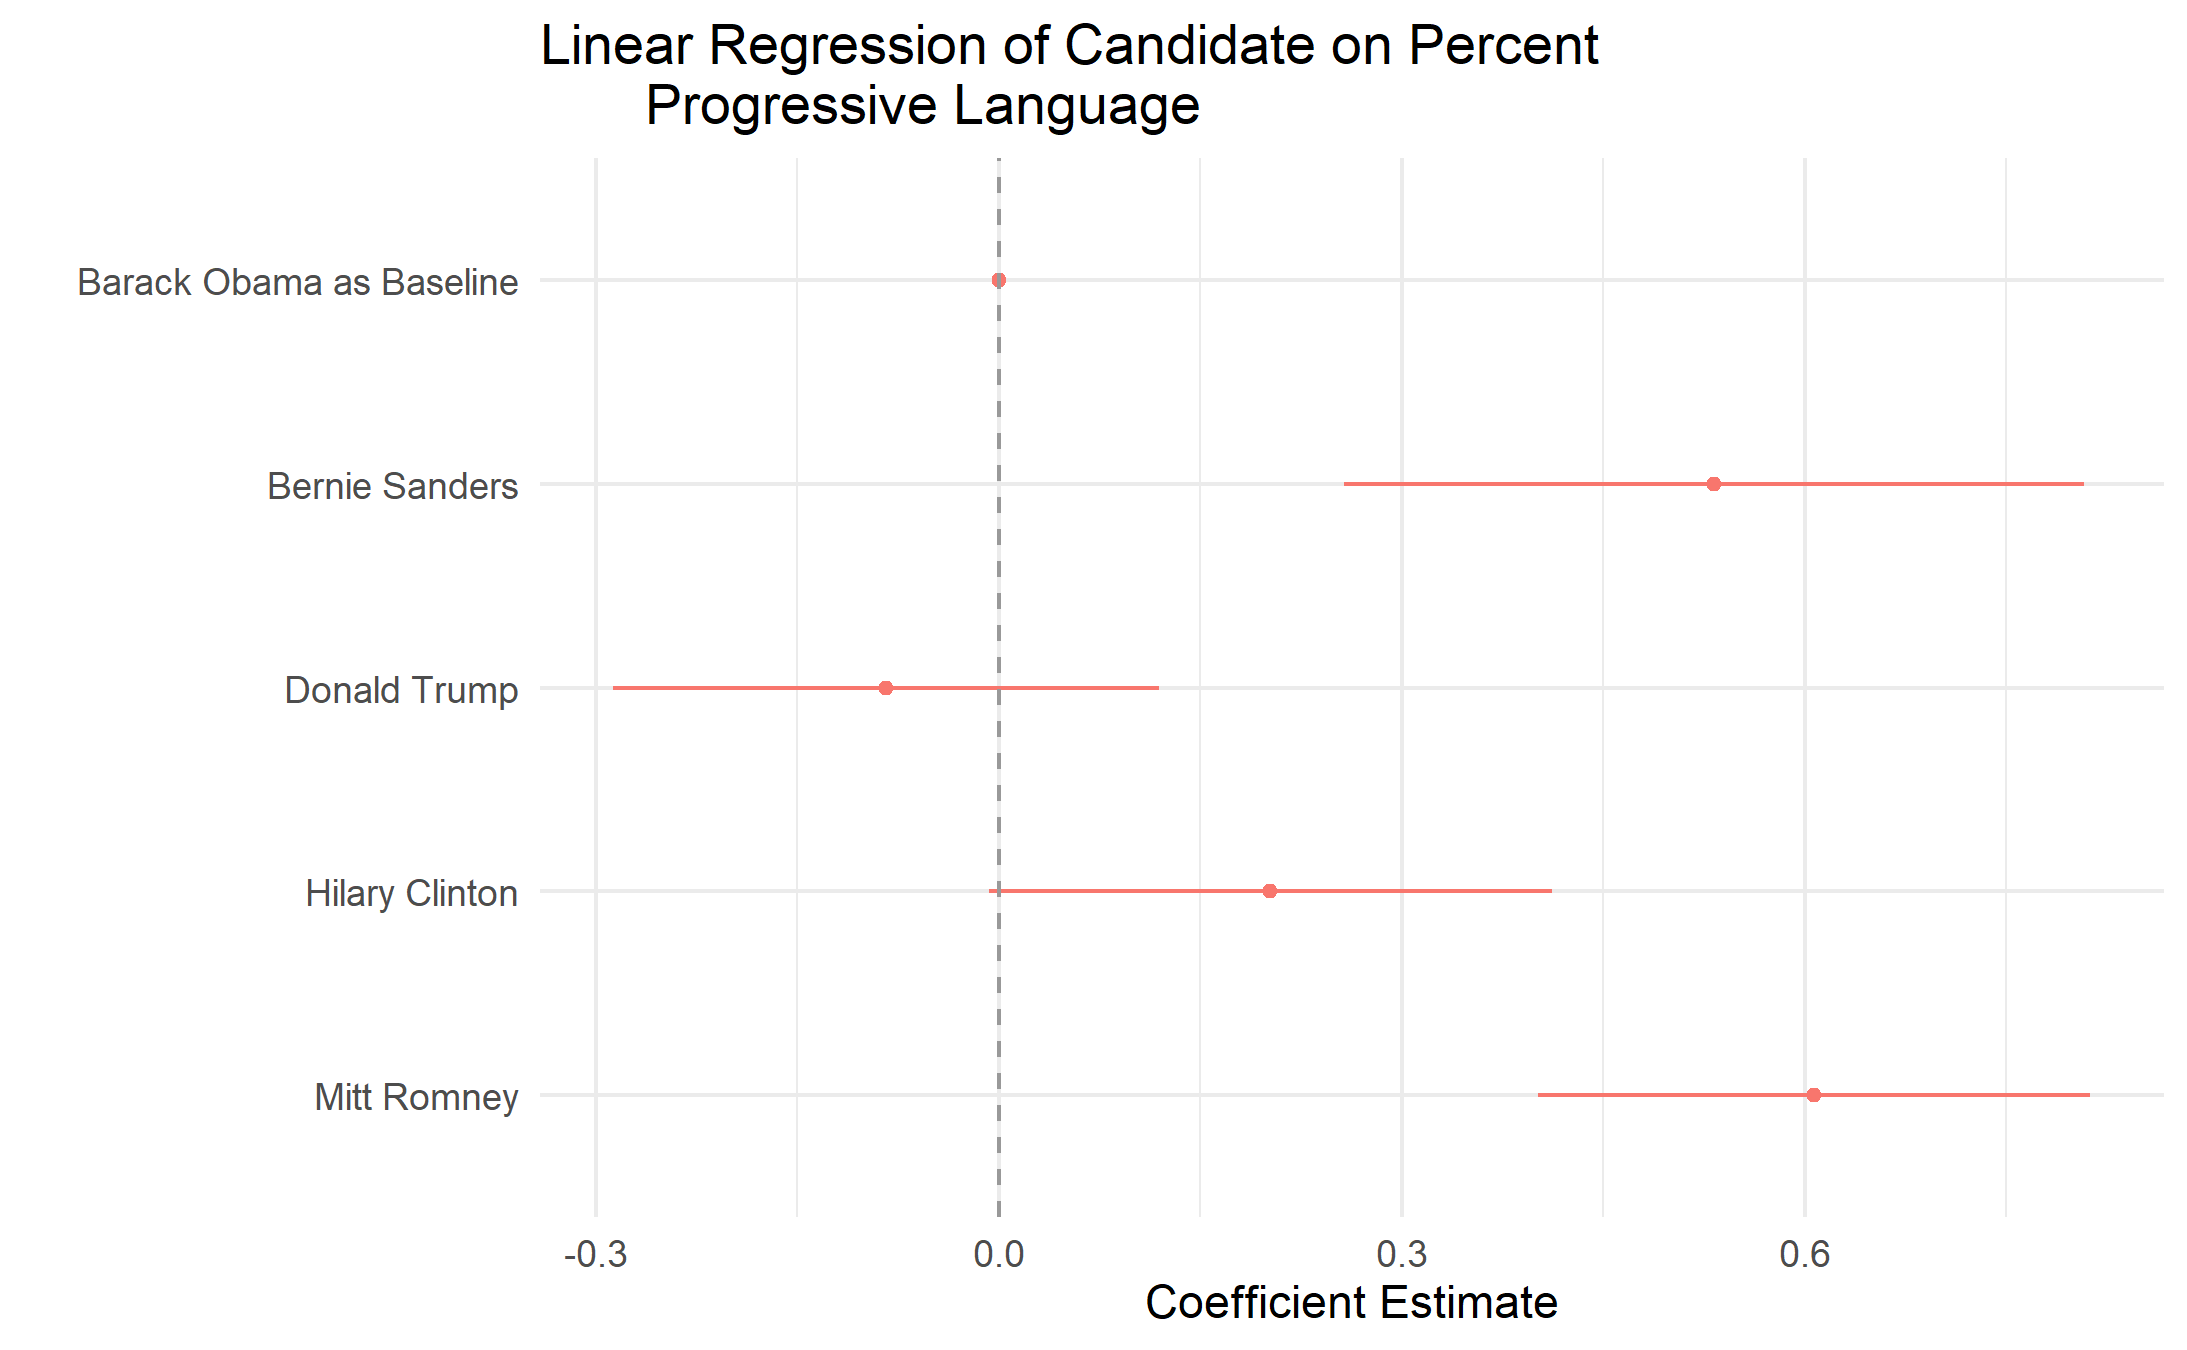 Linear Regression of Candidate on Percent
Progressive Language
Barack Obama as Baseline
Bernie Sanders
Donald Trump
Hilary Clinton
Mitt Romney
-0.3 0.0 0.3 0.6
Coefficient Estimate